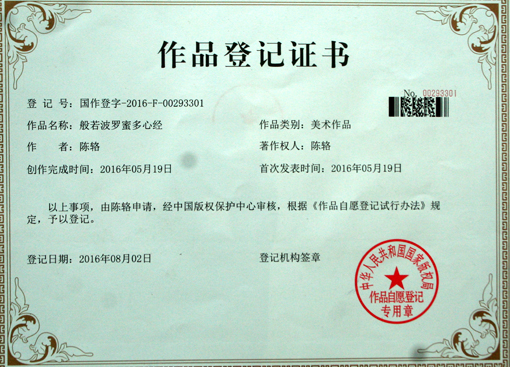 作品登记证书
No. 00293301
登 记 号：国作登字-2016-F-00293301
作品名称：般若波罗蜜多心经
作品类别：美术作品
作 者：陈辂
著作权人：陈辂
创作完成时间：2016年05月19日
首次发表时间：2016年05月19日
以上事项，由陈辂申请，经中国版权保护中心审核，根据《作品自愿登记试行办法》规
定，予以登记。
登记日期：2016年08月02日
登记机构签章
中华人民共和国国家版权局
作品自愿登记
专用章